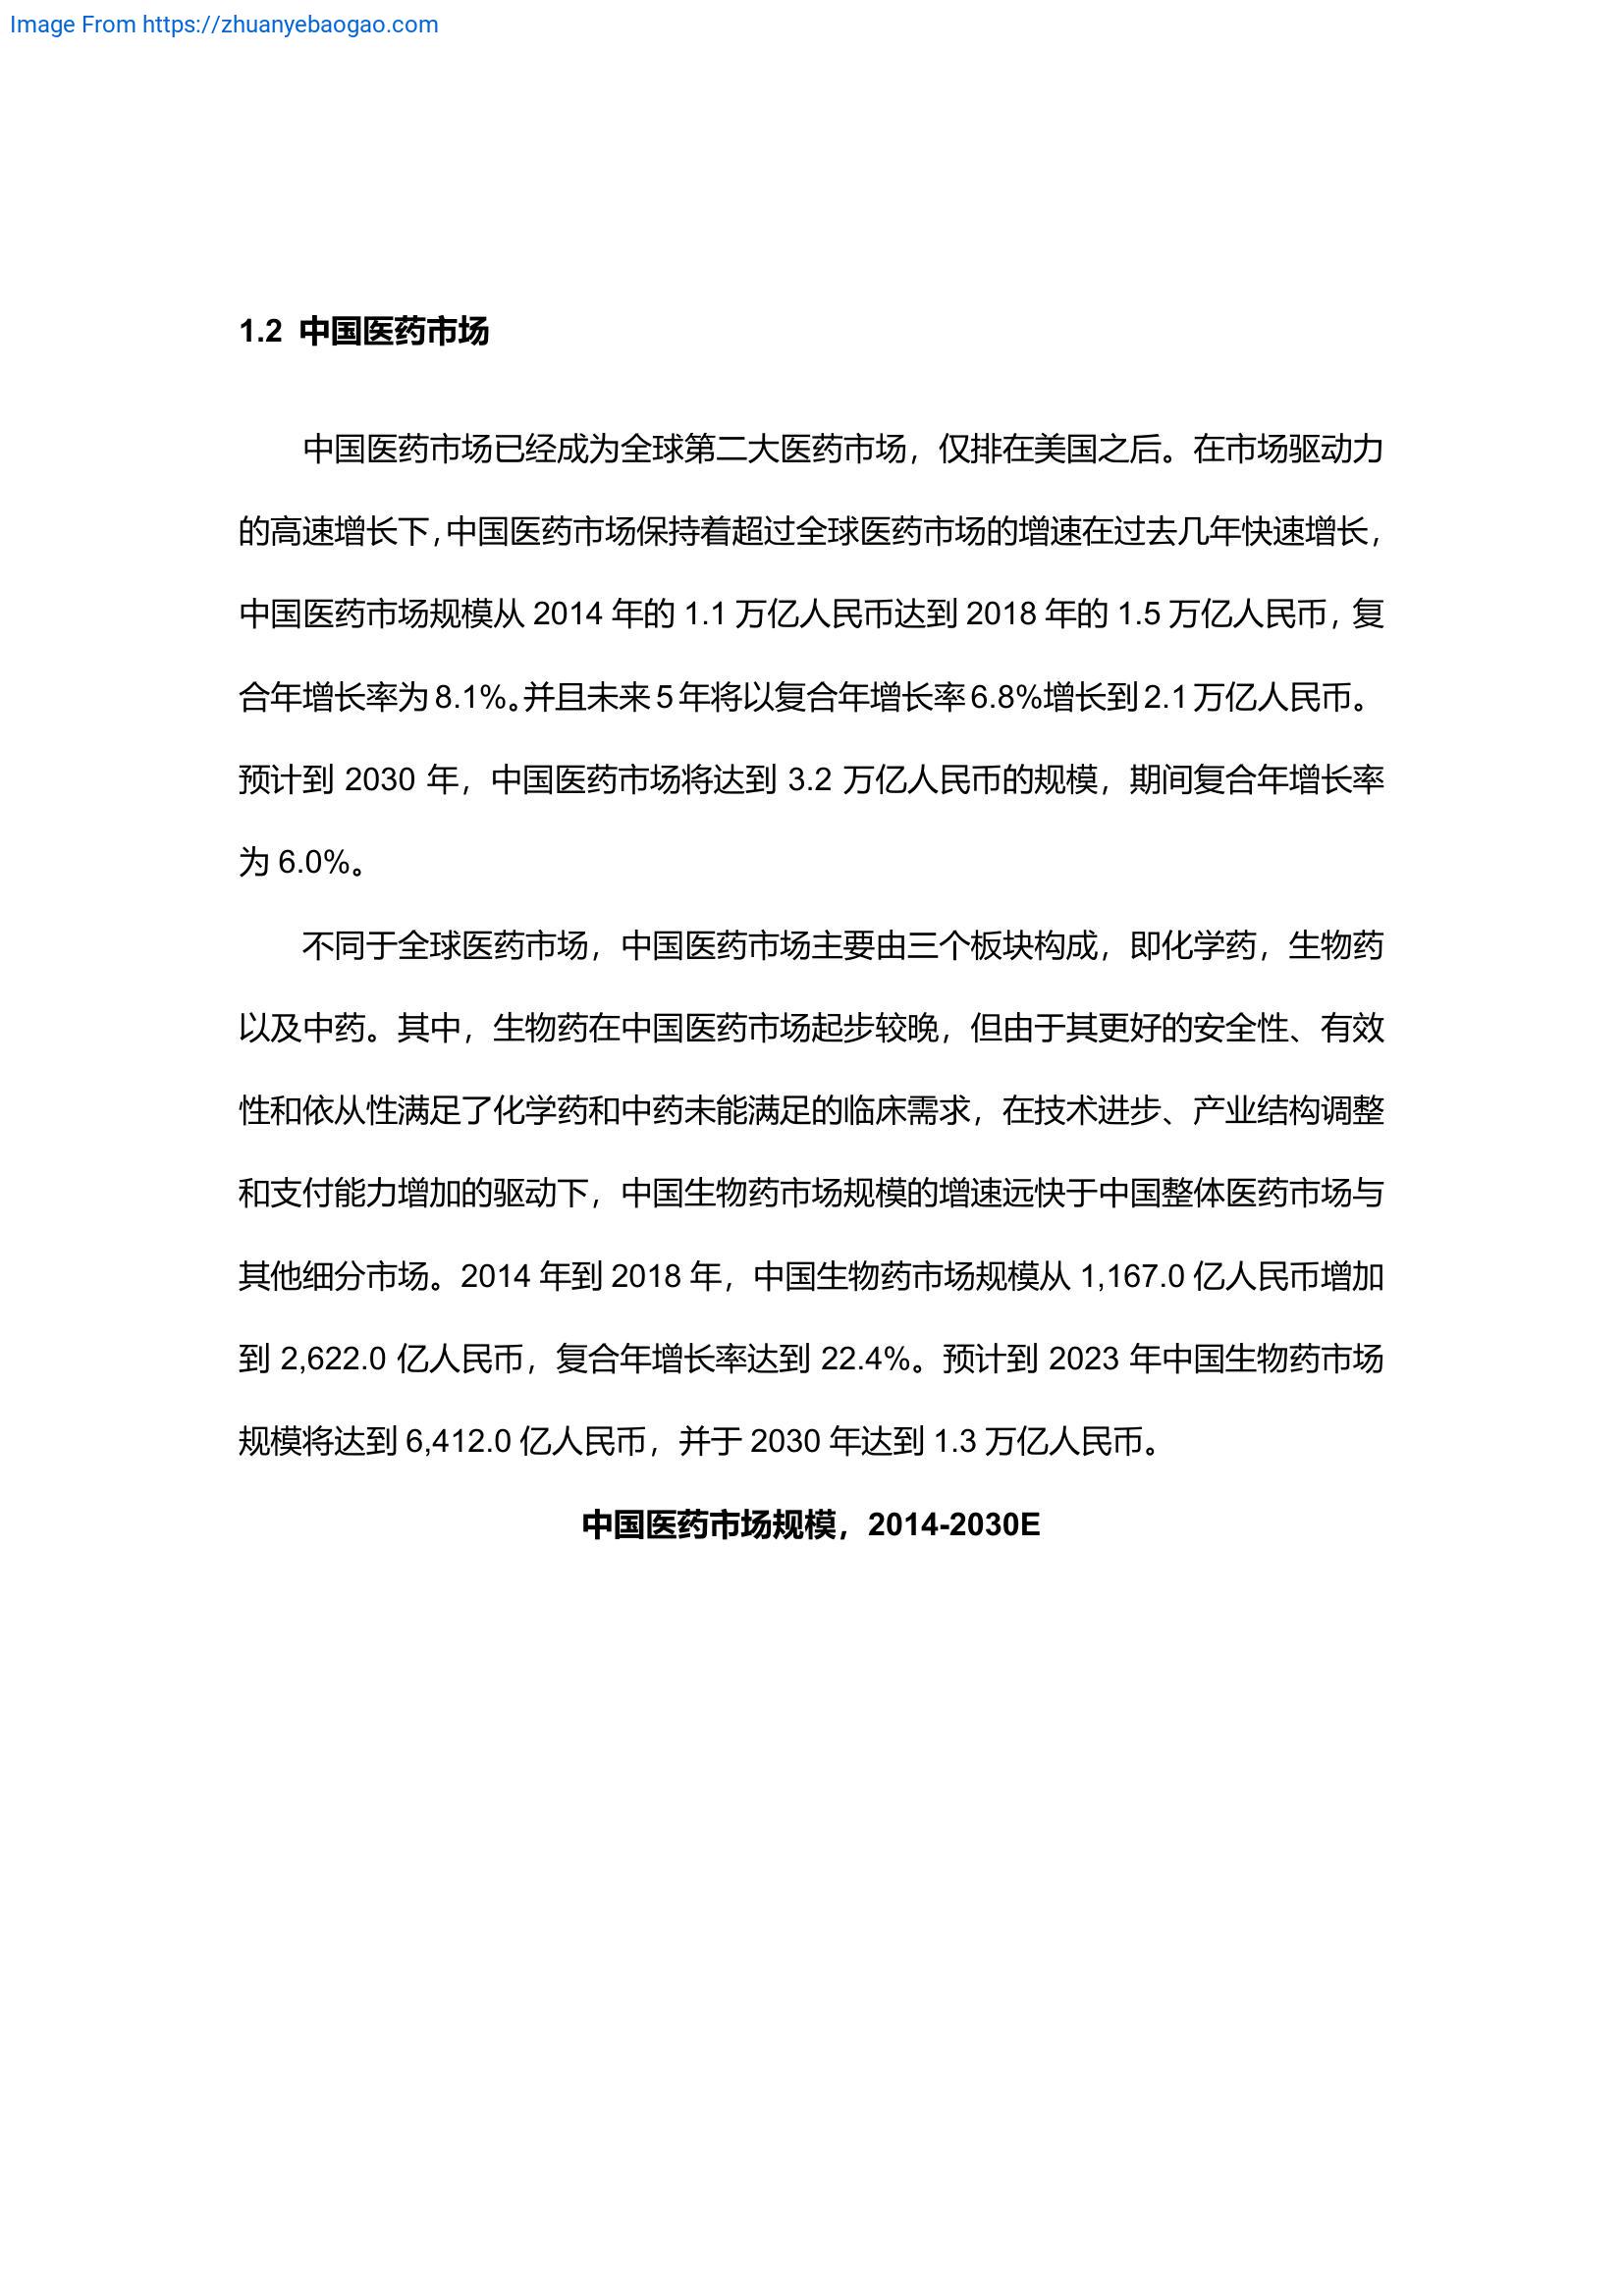 Image From https://zhuanyebaogao.com
1.2 中国医药市场
中国医药市场已经成为全球第二大医药市场，仅排在美国之后。在市场驱动力
的高速增长下，中国医药市场保持着超过全球医药市场的增速在过去几年快速增长，
中国医药市场规模从 2014 年的 1.1 万亿人民币达到 2018 年的 1.5 万亿人民币，复
合年增长率为 8.1%。并且未来 5 年将以复合年增长率 6.8%增长到 2.1 万亿人民币。
预计到 2030 年，中国医药市场将达到 3.2 万亿人民币的规模，期间复合年增长率
为 6.0%。
不同于全球医药市场，中国医药市场主要由三个板块构成，即化学药，生物药
以及中药。其中，生物药在中国医药市场起步较晚，但由于其更好的安全性、有效
性和依从性满足了化学药和中药未能满足的临床需求，在技术进步、产业结构调整
和支付能力增加的驱动下，中国生物药市场规模的增速远快于中国整体医药市场与
其他细分市场。2014 年到 2018 年，中国生物药市场规模从 1,167.0 亿人民币增加
到 2,622.0 亿人民币，复合年增长率达到 22.4%。预计到 2023 年中国生物药市场
规模将达到 6,412.0 亿人民币，并于 2030 年达到 1.3 万亿人民币。
中国医药市场规模，2014-2030E